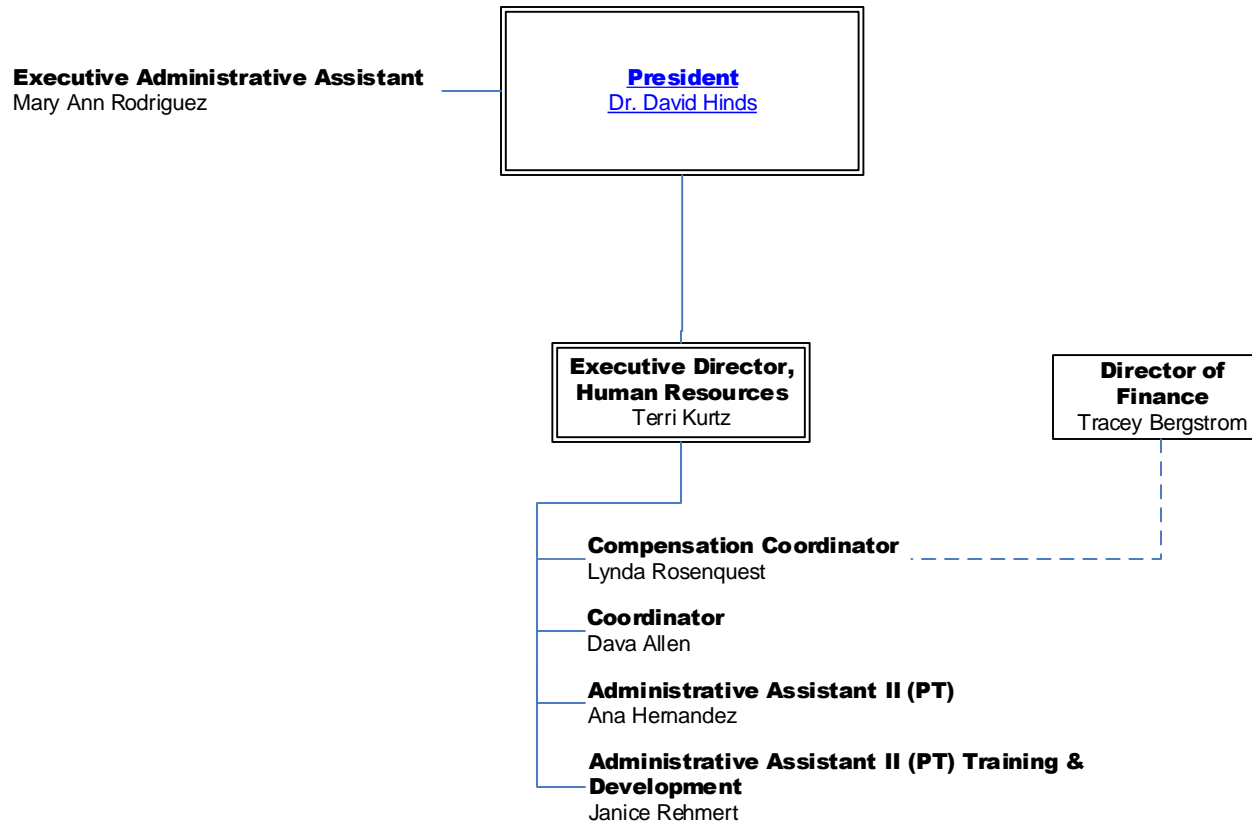 Executive Administrative Assistant
Mary Ann Rodriguez
President
Dr. David Hinds
Executive Director,
Human Resources
Terri Kurtz
Director of
Finance
Tracey Bergstrom
Compensation Coordinator
Lynda Rosenquest
Coordinator
Dava Allen
Administrative Assistant II (PT)
Ana Hernandez
Administrative Assistant II (PT) Training &
Development
Janice Rehmert